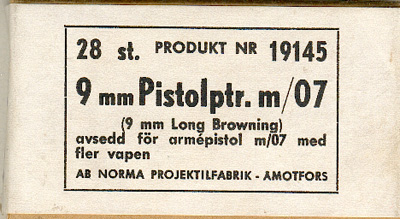 28 st. PRODUKT NR 19145
9 mm Pistolptr. m/07
(9 mm Long Browning)
avsedd för armépistol m/07 med
fler vapen
AB NORMA PROJEKTILFABRIK - AMOTFORS